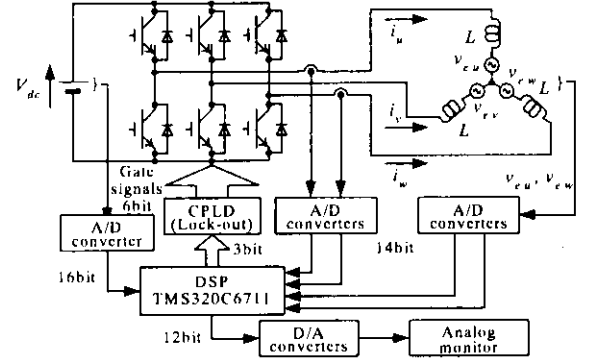 i_u
L
V_dc
v_eu
v_ew
L
v_ev
L
i_v
i_w
v_eu, v_ew
Gate
signals
6bit
CPLD
(Lock-out)
A/D
converter
A/D
converters
A/D
converters
3bit
14bit
16bit
DSP
TMS320C6711
12bit
D/A
converters
Analog
monitor